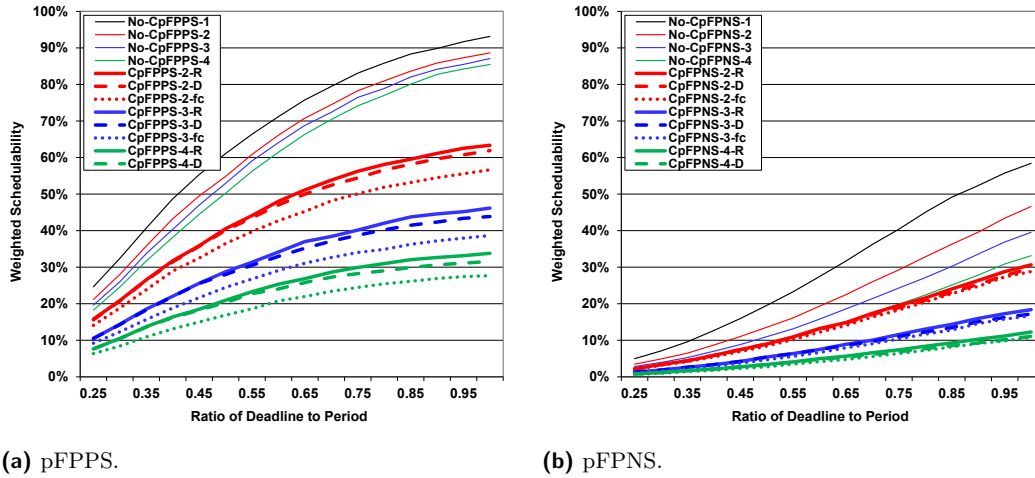 100%
90%
80%
70%
60%
50%
40%
30%
20%
10%
0%
Weighted Schedulability
No-CpFPPS-1
No-CpFPPS-2
No-CpFPPS-3
No-CpFPPS-4
CpFPPS-2-R
CpFPPS-2-D
CpFPPS-2-fc
CpFPPS-3-R
CpFPPS-3-D
CpFPPS-3-fc
CpFPPS-4-R
CpFPPS-4-D
0.25 0.35 0.45 0.55 0.65 0.75 0.85 0.95
Ratio of Deadline to Period
(a) pFPPS.
100%
90%
80%
70%
60%
50%
40%
30%
20%
10%
0%
Weighted Schedulability
No-CpFPNS-1
No-CpFPNS-2
No-CpFPNS-3
No-CpFPNS-4
CpFPNS-2-R
CpFPNS-2-D
CpFPNS-2-fc
CpFPNS-3-R
CpFPNS-3-D
CpFPNS-3-fc
CpFPNS-4-R
CpFPNS-4-D
0.25 0.35 0.45 0.55 0.65 0.75 0.85 0.95
Ratio of Deadline to Period
(b) pFPNS.